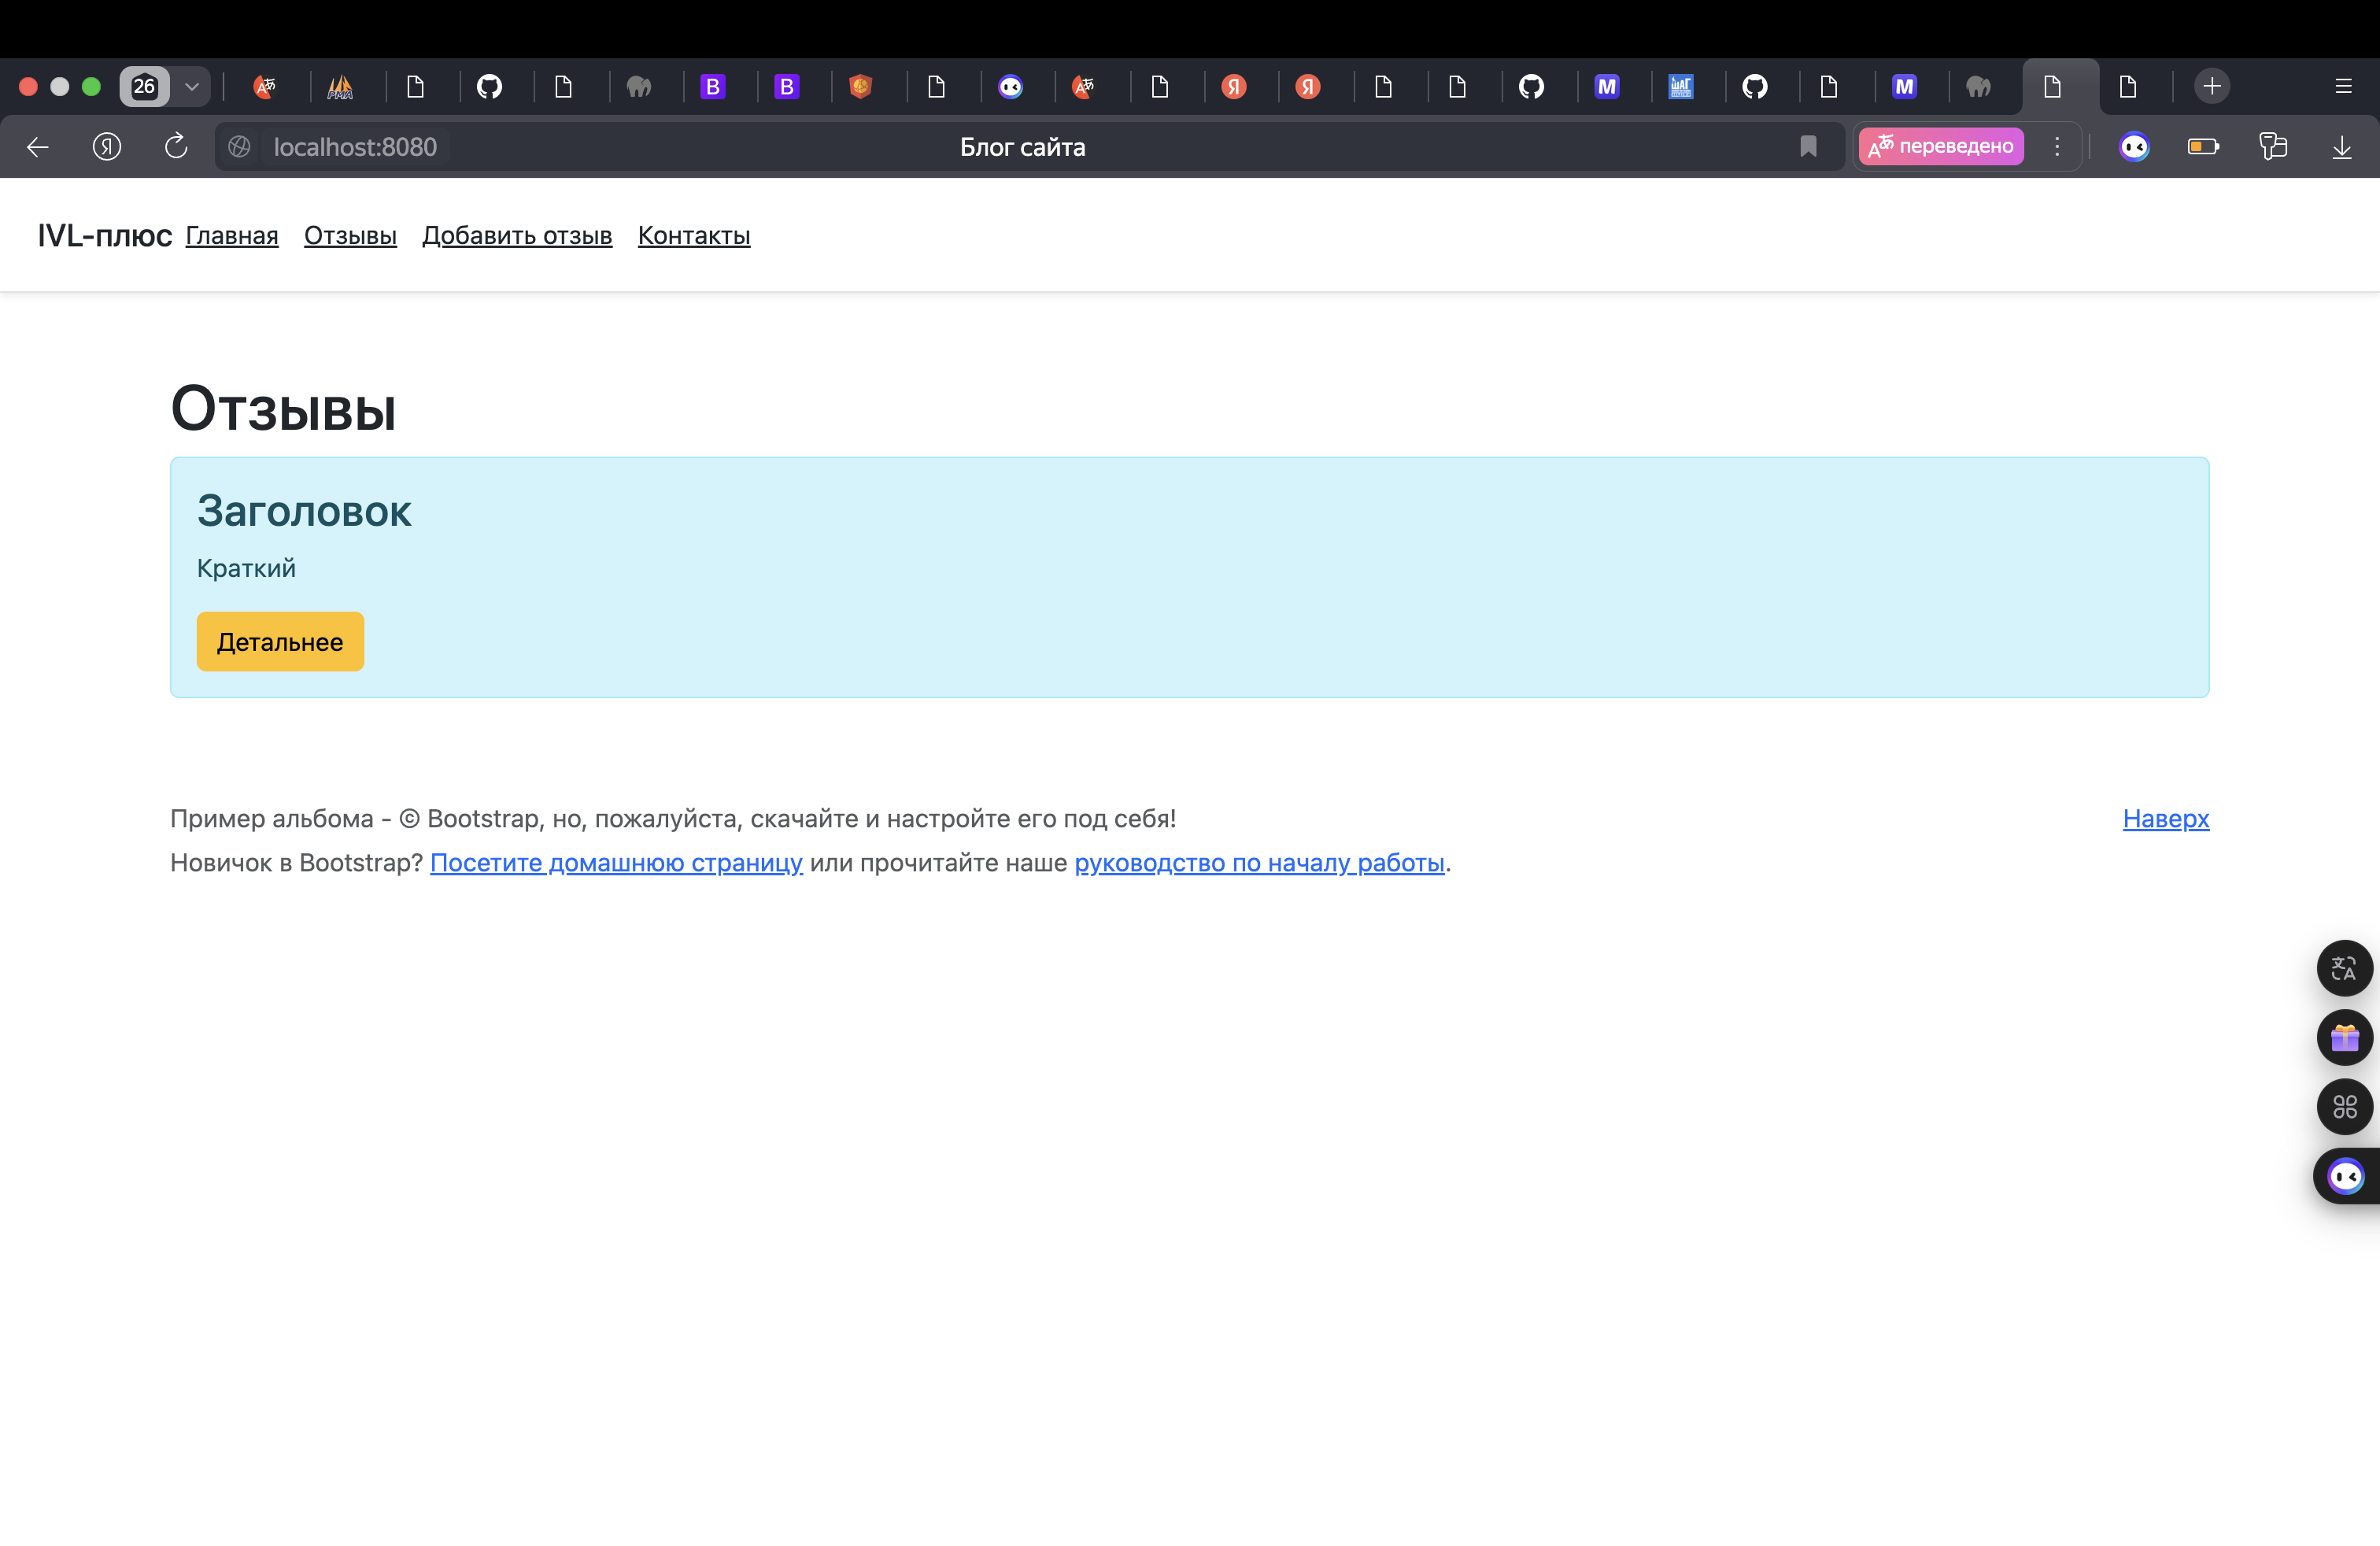 26
localhost:8080
Блог сайта
переведено
IVL-плюс Главная Отзывы Добавить отзыв Контакты
Отзывы
Заголовок
Краткий
Детальнее
Пример альбома - © Bootstrap, но, пожалуйста, скачайте и настройте его под себя!
Наверх
Новичок в Bootstrap? Посетите домашнюю страницу или прочитайте наше руководство по началу работы.